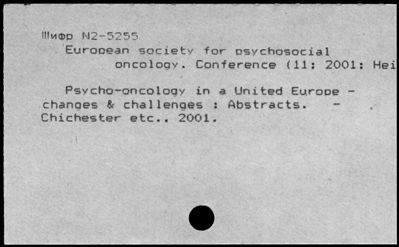 Шифр N2-5255
European society for psychosocial
oncology. Conference (11; 2001; Hei
Psycho-oncology in a United Europe -
changes & challenges : Abstracts. -
Chichester etc., 2001.